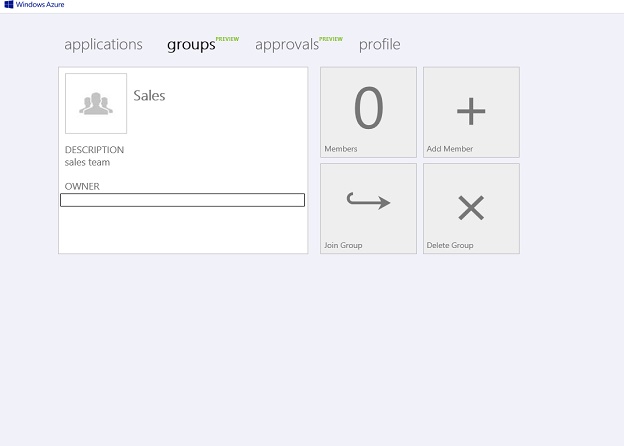 Windows Azure
applications groups PREVIEW approvals PREVIEW profile
Sales
DESCRIPTION
sales team
OWNER
0
Members
+
Add Member
Join Group
×
Delete Group